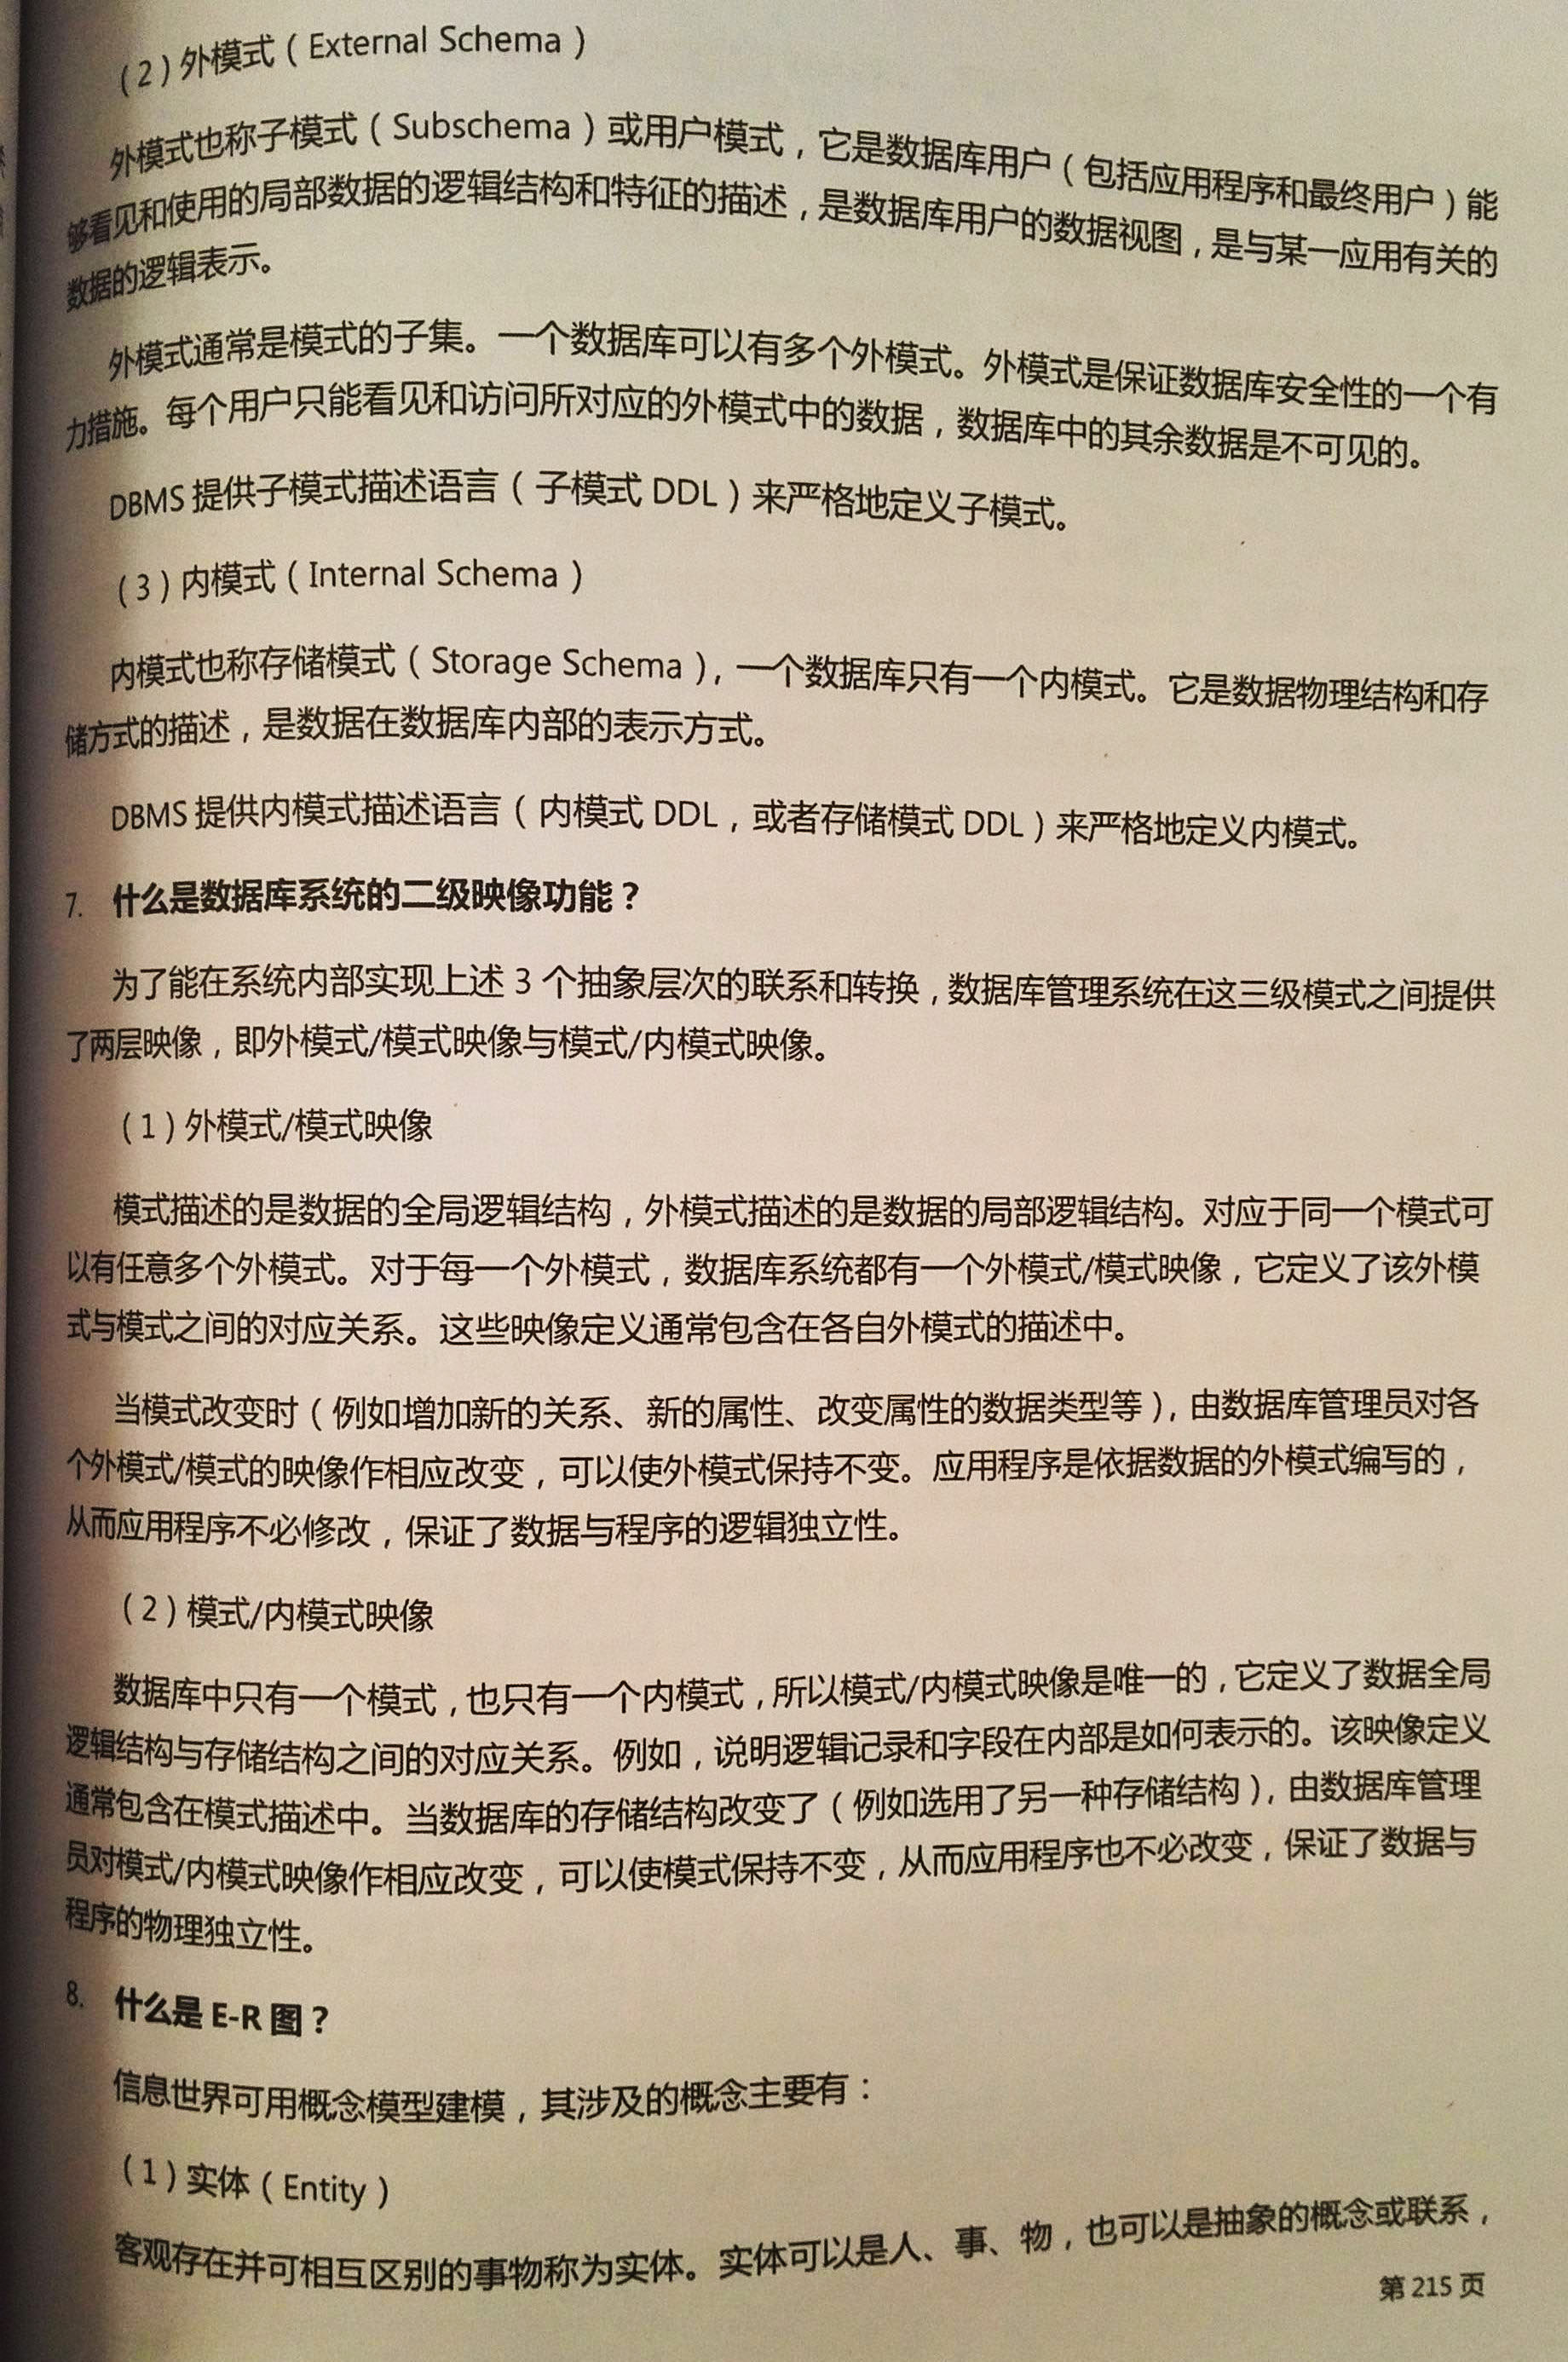 （2）外模式（External Schema）
外模式也称子模式（Subschema）或用户模式，它是数据库用户（包括应用程序和最终用户）能
够看见和使用的局部数据的逻辑结构和特征的描述，是数据库用户的数据视图，是与某一应用有关的
数据的逻辑表示。
外模式通常是模式的子集。一个数据库可以有多个外模式。外模式是保证数据库安全性的一个有
力措施。每个用户只能看见和访问所对应的外模式中的数据，数据库中的其余数据是不可见的。
DBMS 提供子模式描述语言（子模式 DDL）来严格地定义子模式。
（3）内模式（Internal Schema）
内模式也称存储模式（Storage Schema），一个数据库只有一个内模式。它是数据物理结构和存
储方式的描述，是数据在数据库内部的表示方式。
DBMS 提供内模式描述语言（内模式 DDL，或者存储模式 DDL）来严格地定义内模式。
7. 什么是数据库系统的二级映像功能？
为了能在系统内部实现上述 3 个抽象层次的联系和转换，数据库管理系统在这三级模式之间提供
了两层映像，即外模式/模式映像与模式/内模式映像。
（1）外模式/模式映像
模式描述的是数据的全局逻辑结构，外模式描述的是数据的局部逻辑结构。对应于同一个模式可
以有任意多个外模式。对于每一个外模式，数据库系统都有一个外模式/模式映像，它定义了该外模
式与模式之间的对应关系。这些映像定义通常包含在各自外模式的描述中。
当模式改变时（例如增加新的关系、新的属性、改变属性的数据类型等），由数据库管理员对各
个外模式/模式的映像作相应改变，可以使外模式保持不变。应用程序是依据数据的外模式编写的，
从而应用程序不必修改，保证了数据与程序的逻辑独立性。
（2）模式/内模式映像
数据库中只有一个模式，也只有一个内模式，所以模式/内模式映像是唯一的，它定义了数据全局
逻辑结构与存储结构之间的对应关系。例如，说明逻辑记录和字段在内部是如何表示的。该映像定义
通常包含在模式描述中。当数据库的存储结构改变了（例如选用了另一种存储结构），由数据库管理
员对模式/内模式映像作相应改变，可以使模式保持不变，从而应用程序也不必改变，保证了数据与
程序的物理独立性。
8. 什么是 E-R 图？
信息世界可用概念模型建模，其涉及的概念主要有：
（1）实体（Entity）
客观存在并可相互区别的事物称为实体。实体可以是人、事、物，也可以是抽象的概念或联系，
第 215 页